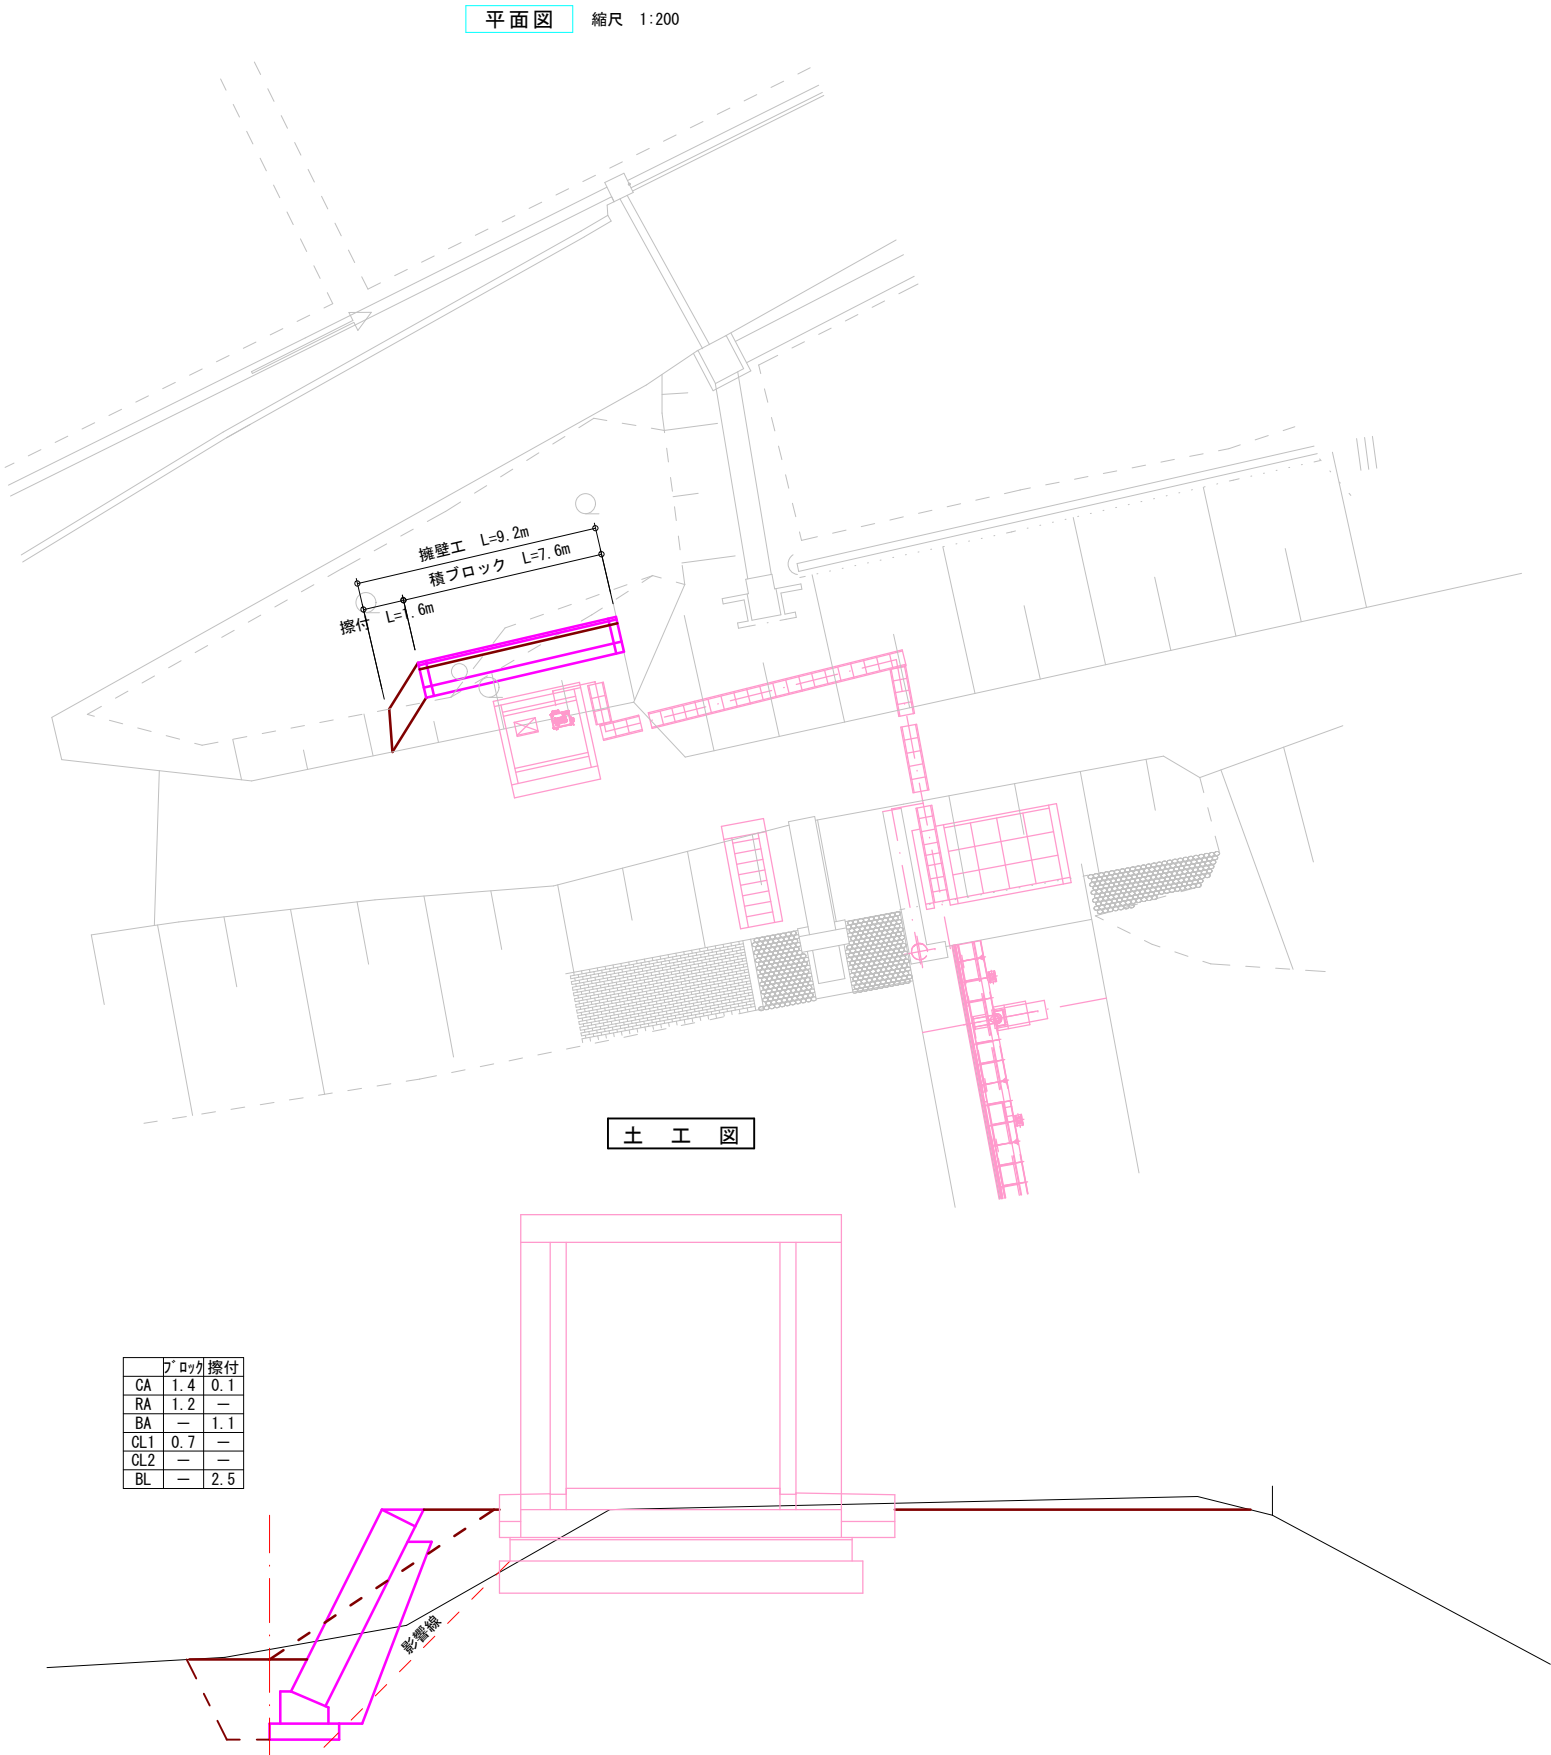 平面図 縮尺 1:200
擁壁工 L=9.2m
積ブロック L=7.6m
擦付 L=1.6m
土工図
ブロック 擦付
CA 1.4 0.1
RA 1.2 －
BA － 1.1
CL1 0.7 －
CL2 － －
BL － 2.5
影響線